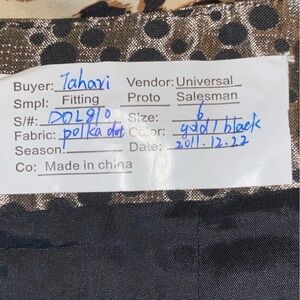 Buyer: Tahari Vendor: Universal
Smpl: Fitting Proto Salesman
S/#: DOL810 Size: 6
Fabric: polka dot Color: gold / black
Season: Date: 2011.12.22
Co: Made in china